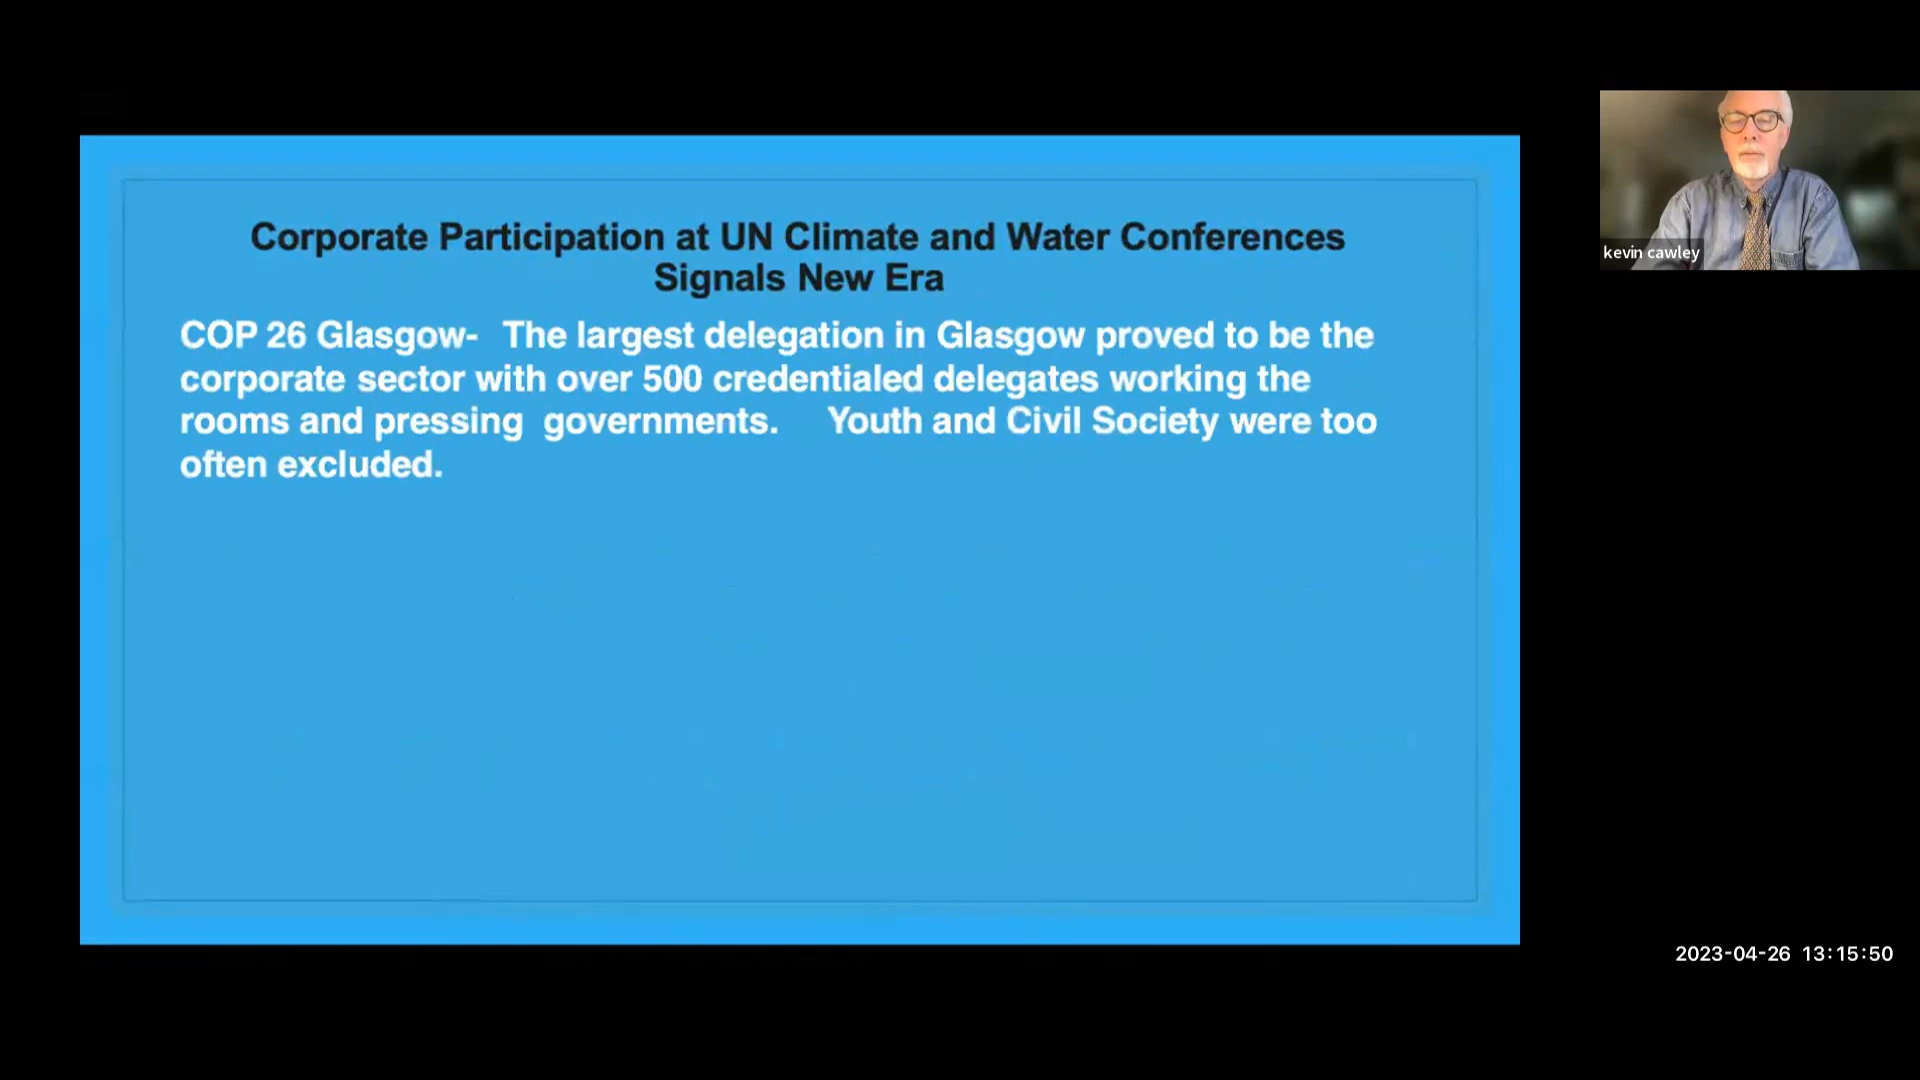 Corporate Participation at UN Climate and Water Conferences
Signals New Era
COP 26 Glasgow- The largest delegation in Glasgow proved to be the
corporate sector with over 500 credentialed delegates working the
rooms and pressing governments. Youth and Civil Society were too
often excluded.
kevin cawley
2023-04-26 13:15:50